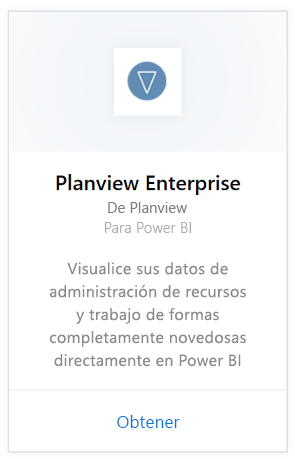 Planview Enterprise
De Planview
Para Power BI
Visualice sus datos de
administración de recursos
y trabajo de formas
completamente novedosas
directamente en Power BI
Obtener